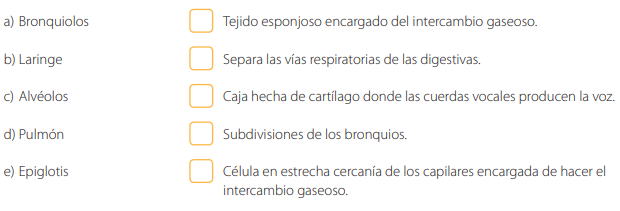 a) Bronquiolos Tejido esponjoso encargado del intercambio gaseoso.
b) Laringe Separa las vías respiratorias de las digestivas.
c) Alvéolos Caja hecha de cartílago donde las cuerdas vocales producen la voz.
d) Pulmón Subdivisiones de los bronquios.
e) Epiglotis Célula en estrecha cercanía de los capilares encargada de hacer el
intercambio gaseoso.